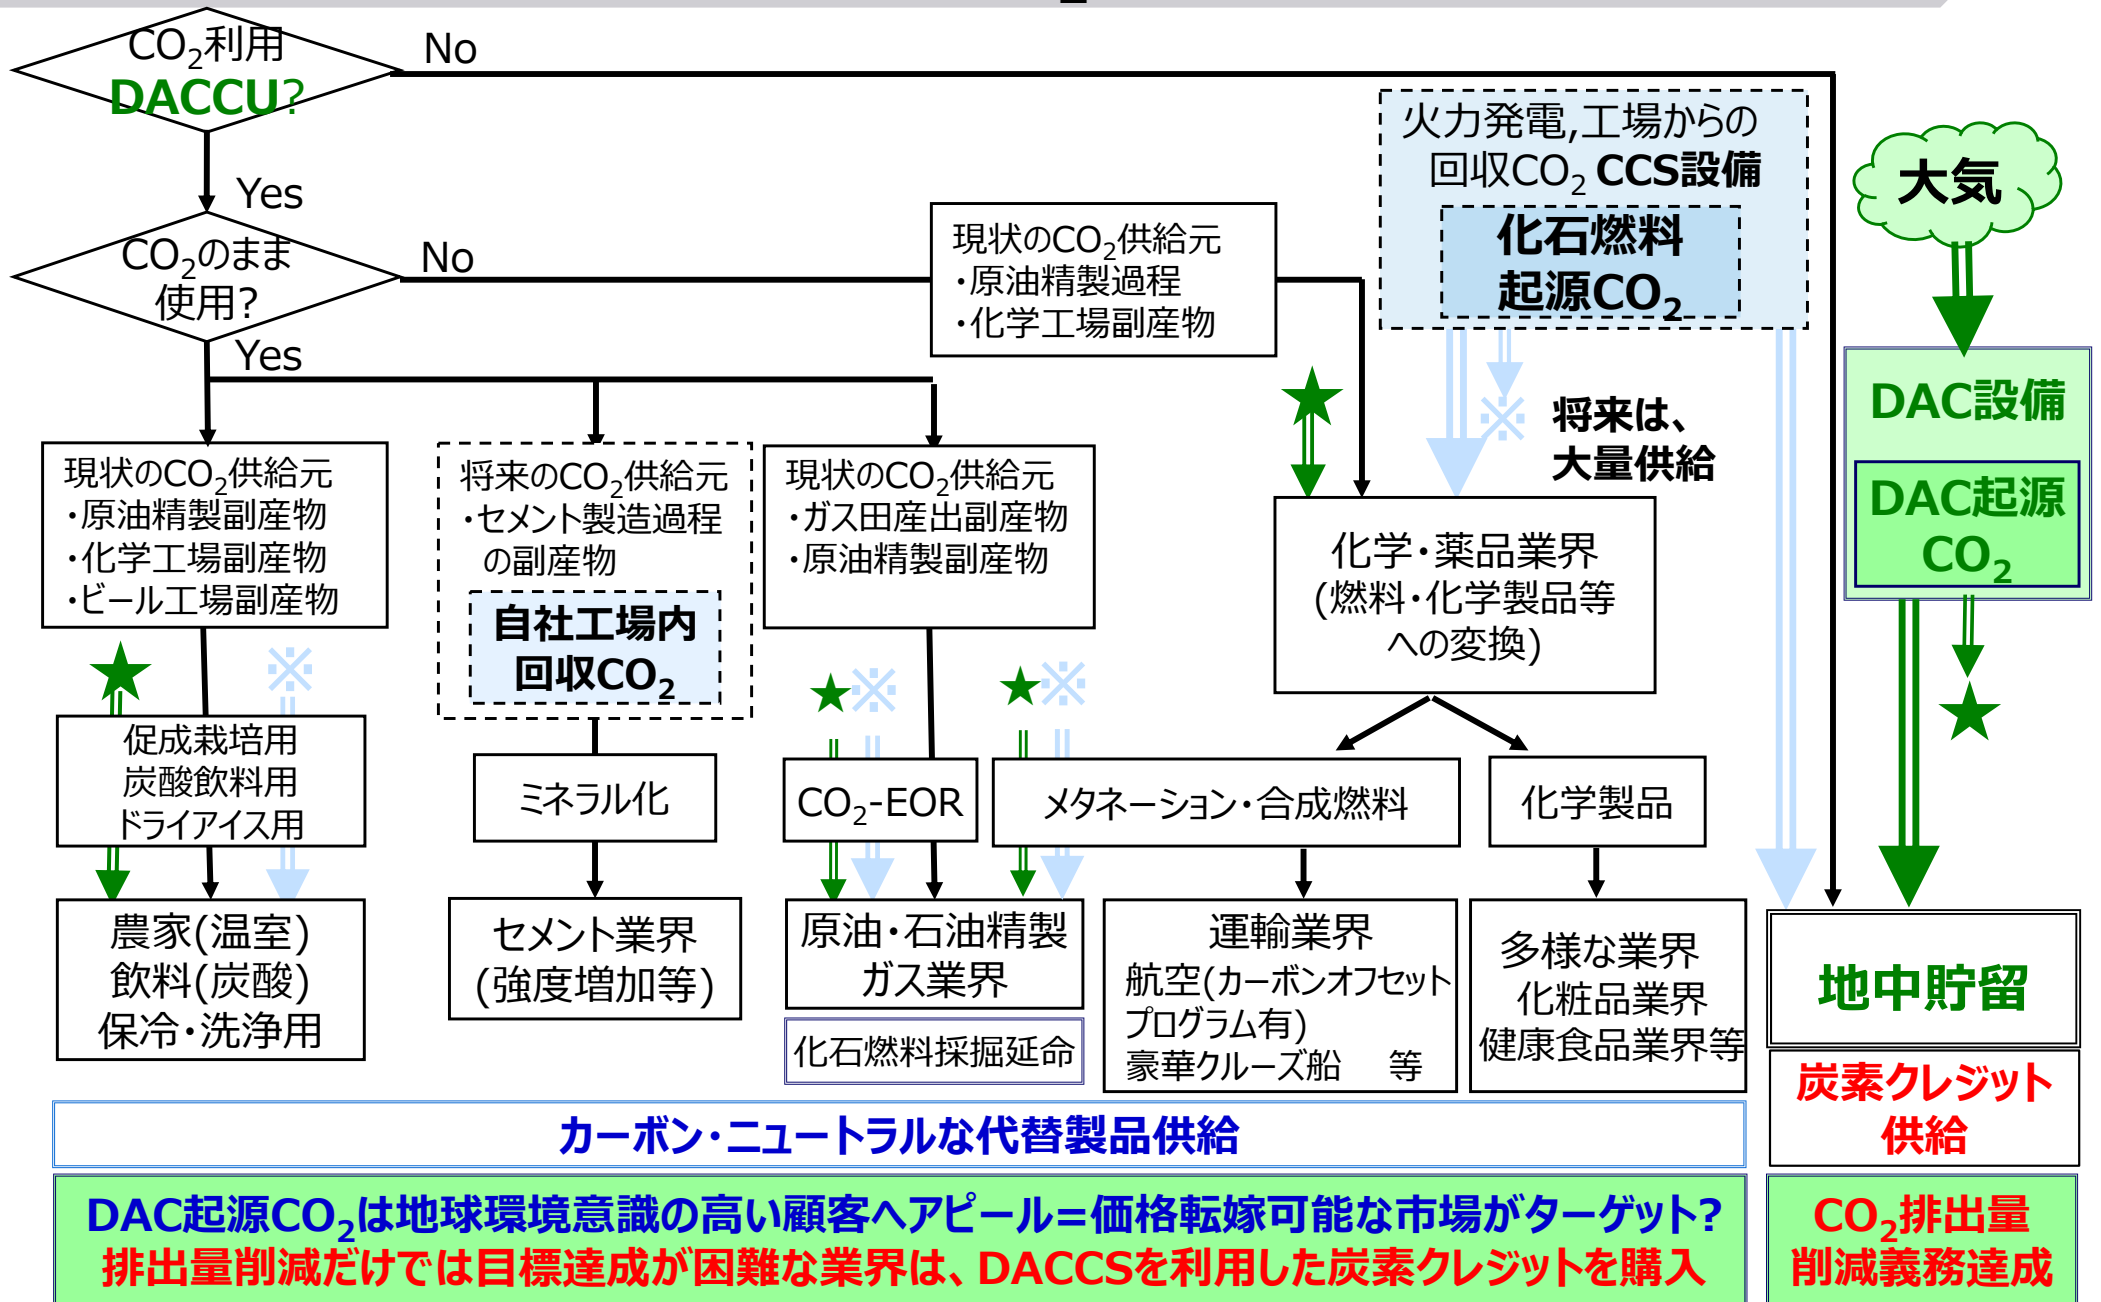 CO₂利用
DACCU?
No
Yes
CO₂のまま
使用?
No
Yes
現状のCO₂供給元
・原油精製過程
・化学工場副産物
火力発電,工場からの
回収CO₂ CCS設備
化石燃料
起源CO₂
大気
DAC設備
DAC起源
CO₂
★
※
将来は、
大量供給
現状のCO₂供給元
・原油精製副産物
・化学工場副産物
・ビール工場副産物
将来のCO₂供給元
・セメント製造過程
の副産物
自社工場内
回収CO₂
現状のCO₂供給元
・ガス田産出副産物
・原油精製副産物
化学・薬品業界
(燃料・化学製品等
への変換)
★
※
★
※
★
※
★
促成栽培用
炭酸飲料用
ドライアイス用
ミネラル化
CO₂-EOR
メタネーション・合成燃料
化学製品
農家(温室)
飲料(炭酸)
保冷・洗浄用
セメント業界
(強度増加等)
原油・石油精製
ガス業界
化石燃料採掘延命
運輸業界
航空(カーボンオフセット
プログラム有)
豪華クルーズ船 等
多様な業界
化粧品業界
健康食品業界等
地中貯留
炭素クレジット
供給
カーボン・ニュートラルな代替製品供給
DAC起源CO₂は地球環境意識の高い顧客へアピール=価格転嫁可能な市場がターゲット?
排出量削減だけでは目標達成が困難な業界は、DACCSを利用した炭素クレジットを購入
CO₂排出量
削減義務達成